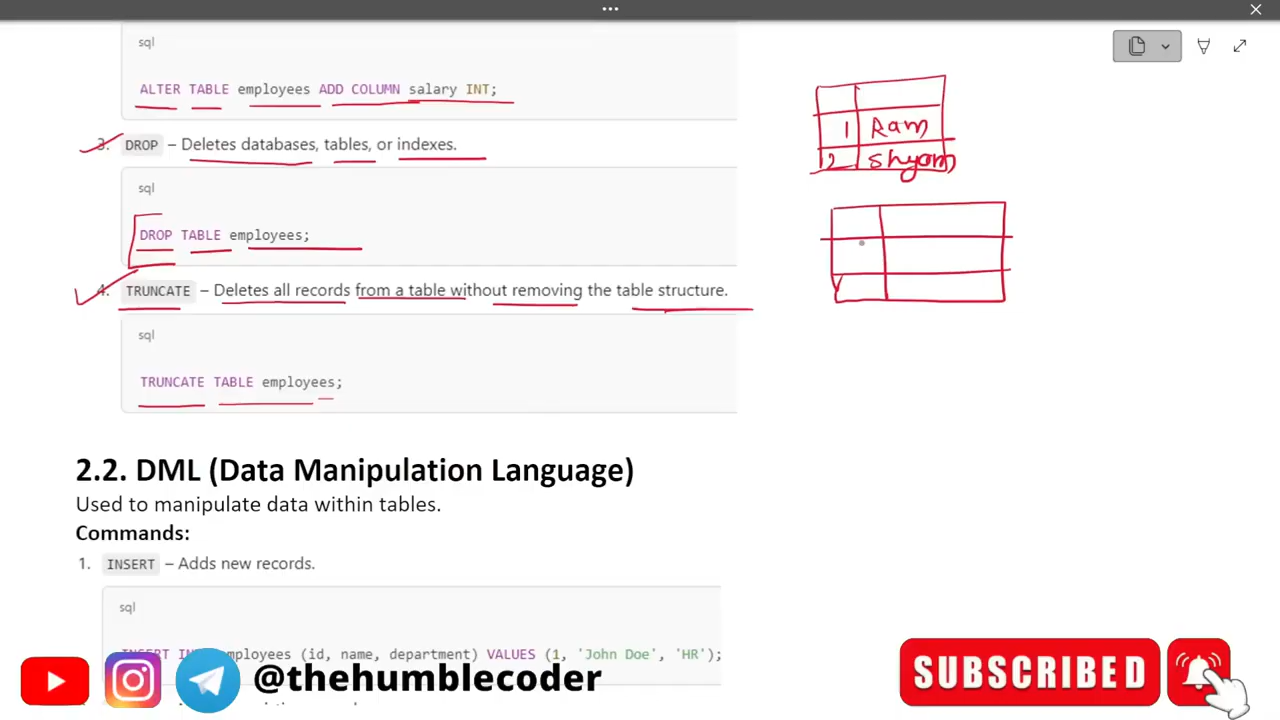 sql
ALTER TABLE employees ADD COLUMN salary INT;
3. DROP – Deletes databases, tables, or indexes.
sql
DROP TABLE employees;
4. TRUNCATE – Deletes all records from a table without removing the table structure.
sql
TRUNCATE TABLE employees;
1 Ram
2 Shyam
2.2. DML (Data Manipulation Language)
Used to manipulate data within tables.
Commands:
1. INSERT – Adds new records.
sql
INSERT employees (id, name, department) VALUES (1, 'John Doe', 'HR');
@thehumblecoder
SUBSCRIBED